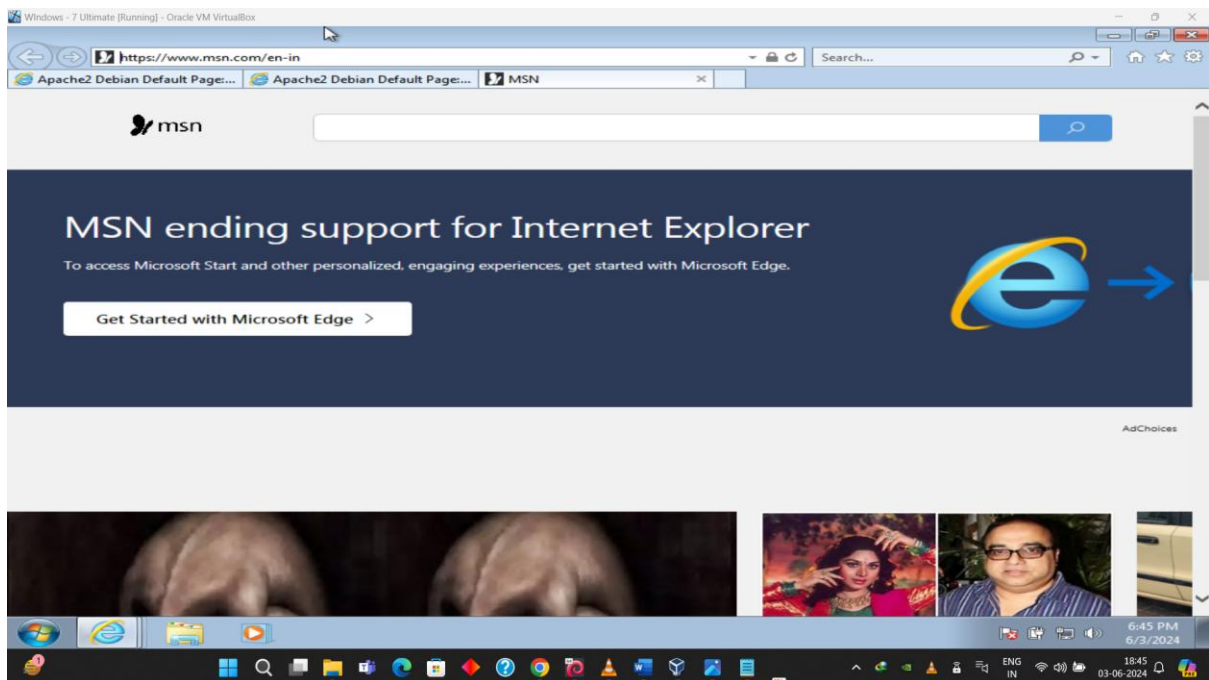 WIndows - 7 Ultimate [Running] - Oracle VM VirtualBox
https://www.msn.com/en-in
Search...
Apache2 Debian Default Page:...
Apache2 Debian Default Page:...
MSN
msn
MSN ending support for Internet Explorer
To access Microsoft Start and other personalized, engaging experiences, get started with Microsoft Edge.
Get Started with Microsoft Edge >
AdChoices
6:45 PM
6/3/2024
ENG
IN
18:45
03-06-2024